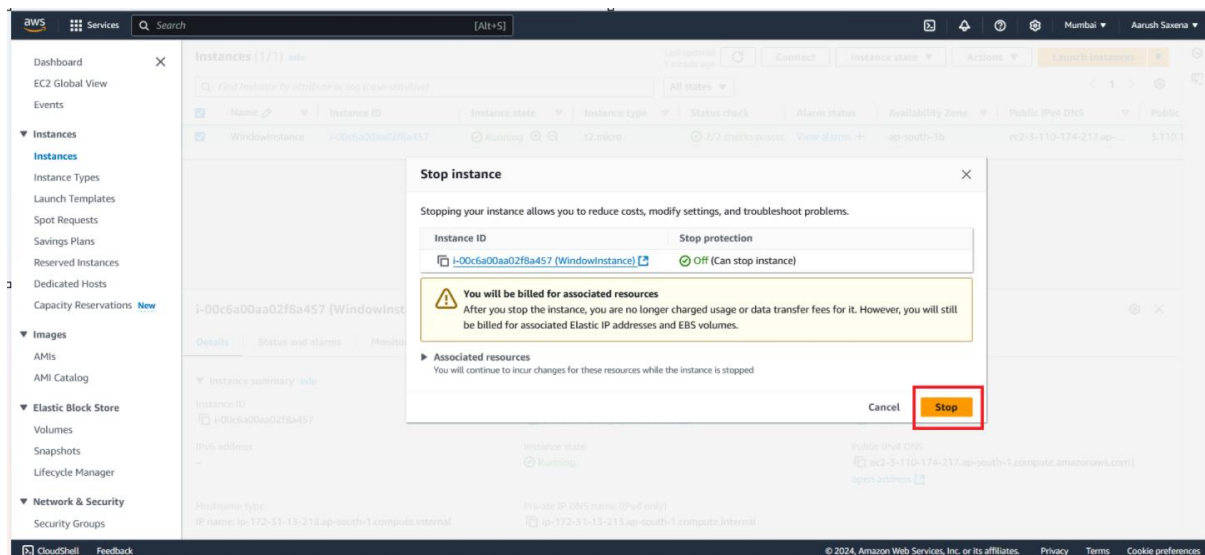 aws Services Search [Alt+S] Mumbai ▼ Aarush Saxena ▼
Dashboard
EC2 Global View
Events
▼ Instances
Instances
Instance Types
Launch Templates
Spot Requests
Savings Plans
Reserved Instances
Dedicated Hosts
Capacity Reservations New
▼ Images
AMIs
AMI Catalog
▼ Elastic Block Store
Volumes
Snapshots
Lifecycle Manager
▼ Network & Security
Security Groups
Instances (1/1) Info
Connect Instance state ▼ Actions ▼ Launch instances ▼
Find Instance by attribute or tag (case-sensitive) All states ▼ < 1 >
Name Instance ID Instance state Instance type Status check Alarm status Availability Zone Public IPv4 DNS Public
WindowInstance i-00c6a00aa02f8a457 Running t2.micro 2/2 checks passed View alarms + ap-south-1b ec2-3-110-174-217.ap-... 3.110.1
Stop instance
Stopping your instance allows you to reduce costs, modify settings, and troubleshoot problems.
Instance ID Stop protection
i-00c6a00aa02f8a457 (WindowInstance) Off (Can stop instance)
You will be billed for associated resources
After you stop the instance, you are no longer charged usage or data transfer fees for it. However, you will still
be billed for associated Elastic IP addresses and EBS volumes.
▶ Associated resources
You will continue to incur changes for these resources while the instance is stopped
Cancel Stop
i-00c6a00aa02f8a457 (WindowInst
Details Status and alarms Monito
▼ Instance summary Info
Instance ID
i-00c6a00aa02f8a457
IPv6 address Instance state Public IPv4 DNS
– Running ec2-3-110-174-217.ap-south-1.compute.amazonaws.com |
open address
Hostname type Private IP DNS name (IPv4 only)
IP name: ip-172-31-13-213.ap-south-1.compute.internal ip-172-31-13-213.ap-south-1.compute.internal
CloudShell Feedback © 2024, Amazon Web Services, Inc. or its affiliates. Privacy Terms Cookie preferences